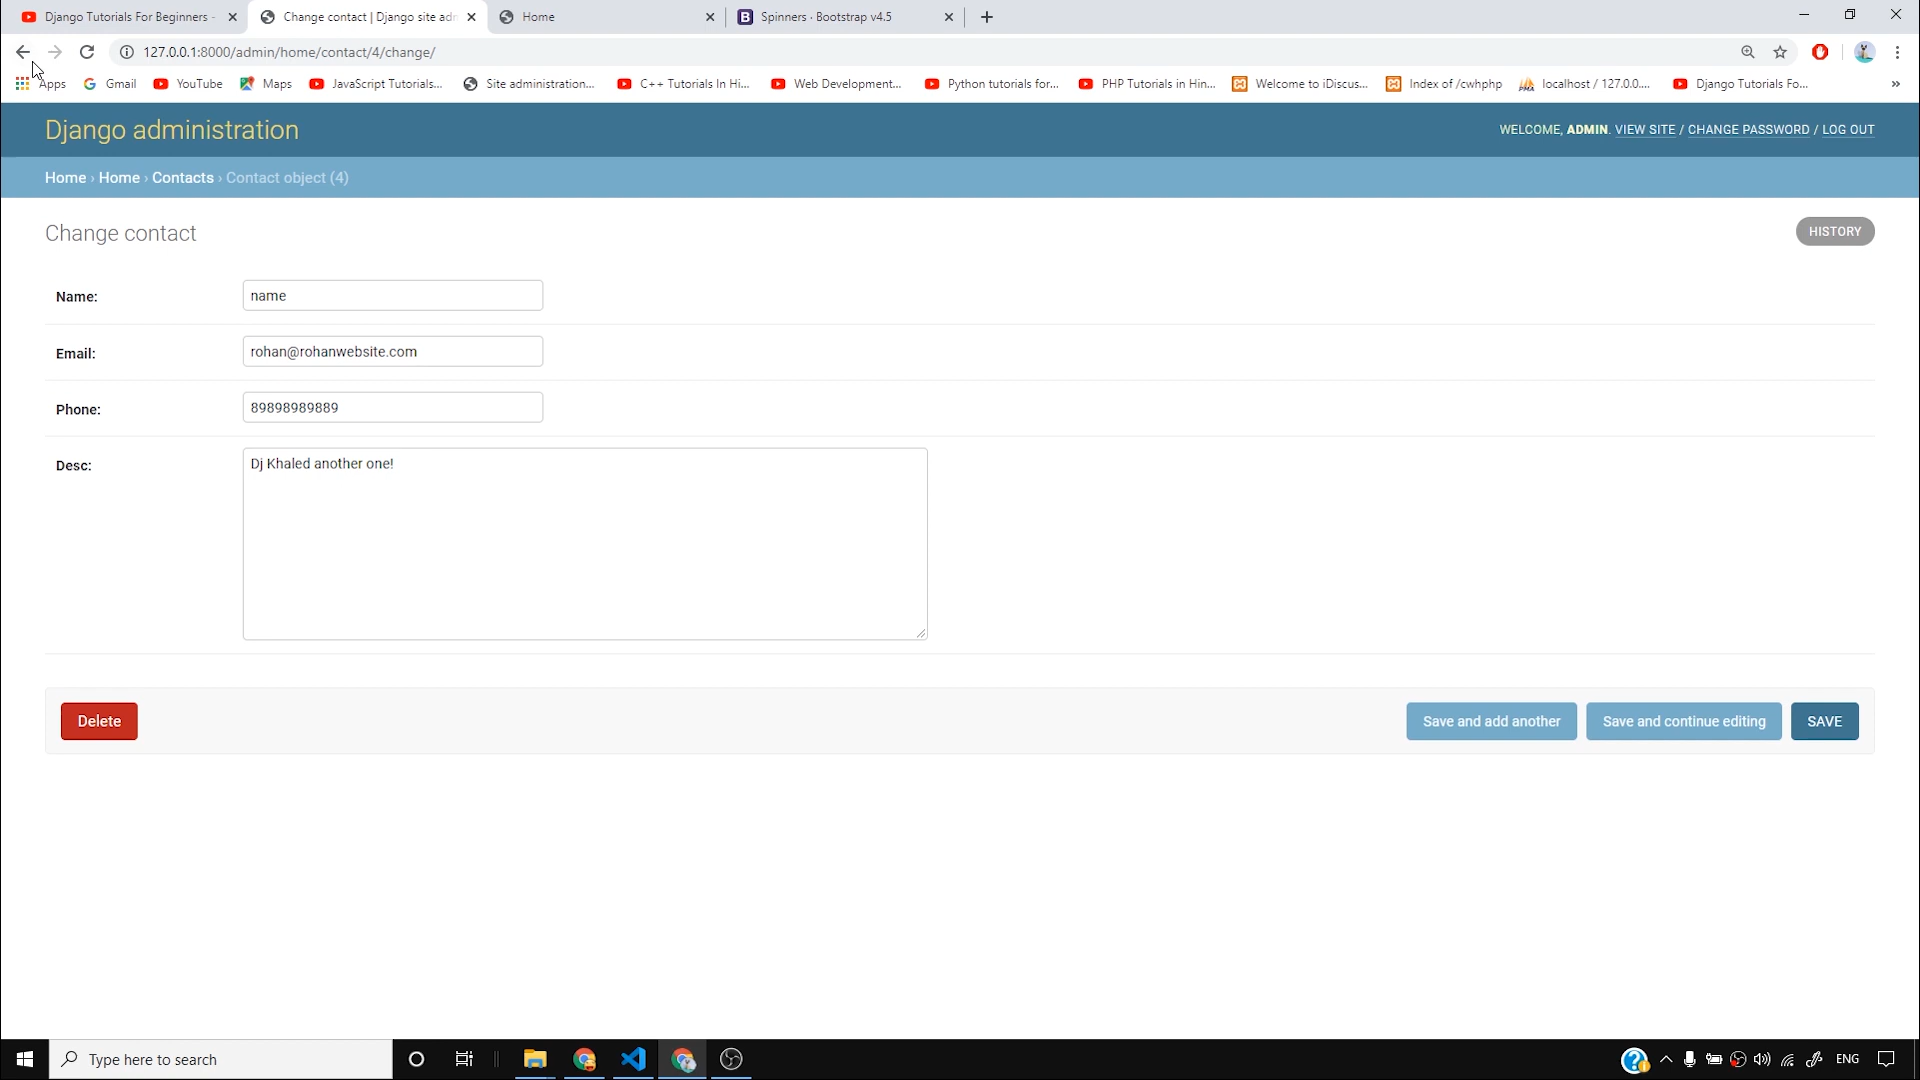 Django Tutorials For Beginners -
Change contact | Django site adm
Home
Spinners · Bootstrap v4.5
127.0.0.1:8000/admin/home/contact/4/change/
Apps
Gmail
YouTube
Maps
JavaScript Tutorials...
Site administration...
C++ Tutorials In Hi...
Web Development...
Python tutorials for...
PHP Tutorials in Hin...
Welcome to iDiscus...
Index of /cwhphp
localhost / 127.0.0....
Django Tutorials Fo...
»
Django administration
WELCOME, ADMIN. VIEW SITE / CHANGE PASSWORD / LOG OUT
Home › Home › Contacts › Contact object (4)
Change contact
HISTORY
Name:
name
Email:
rohan@rohanwebsite.com
Phone:
89898989889
Desc:
Dj Khaled another one!
Delete
Save and add another
Save and continue editing
SAVE
Type here to search
ENG